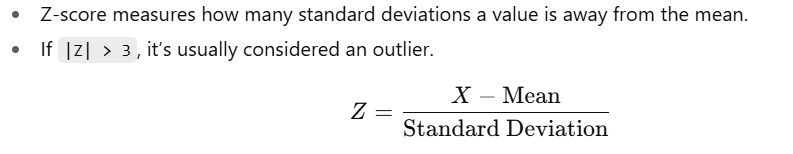 • Z-score measures how many standard deviations a value is away from the mean.
• If |Z| > 3, it’s usually considered an outlier.
Z = (X − Mean) / Standard Deviation